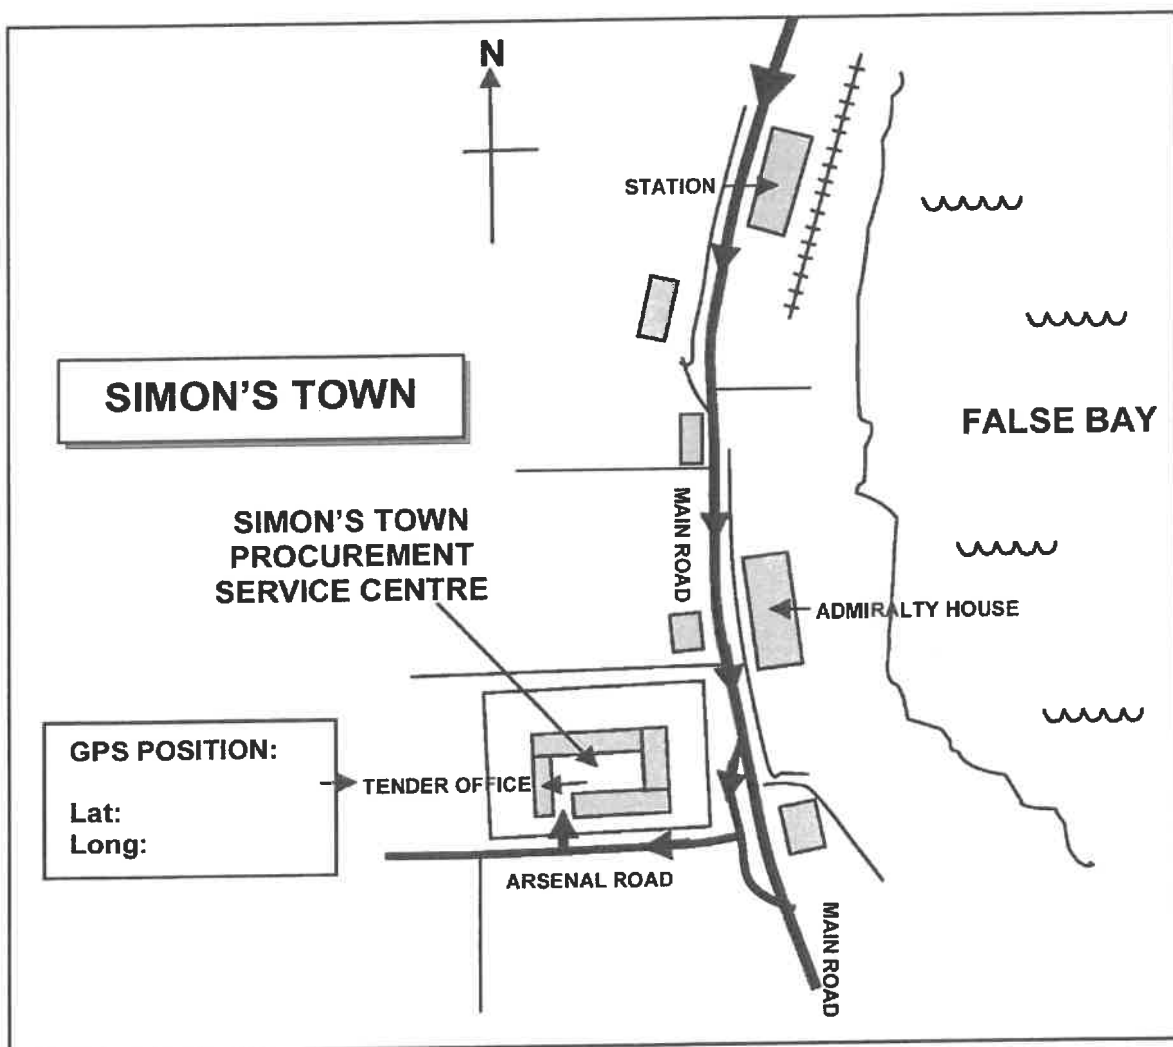 N
STATION
SIMON'S TOWN
FALSE BAY
SIMON'S TOWN
PROCUREMENT
SERVICE CENTRE
MAIN ROAD
ADMIRALTY HOUSE
GPS POSITION:
Lat:
Long:
TENDER OFFICE
ARSENAL ROAD
MAIN ROAD